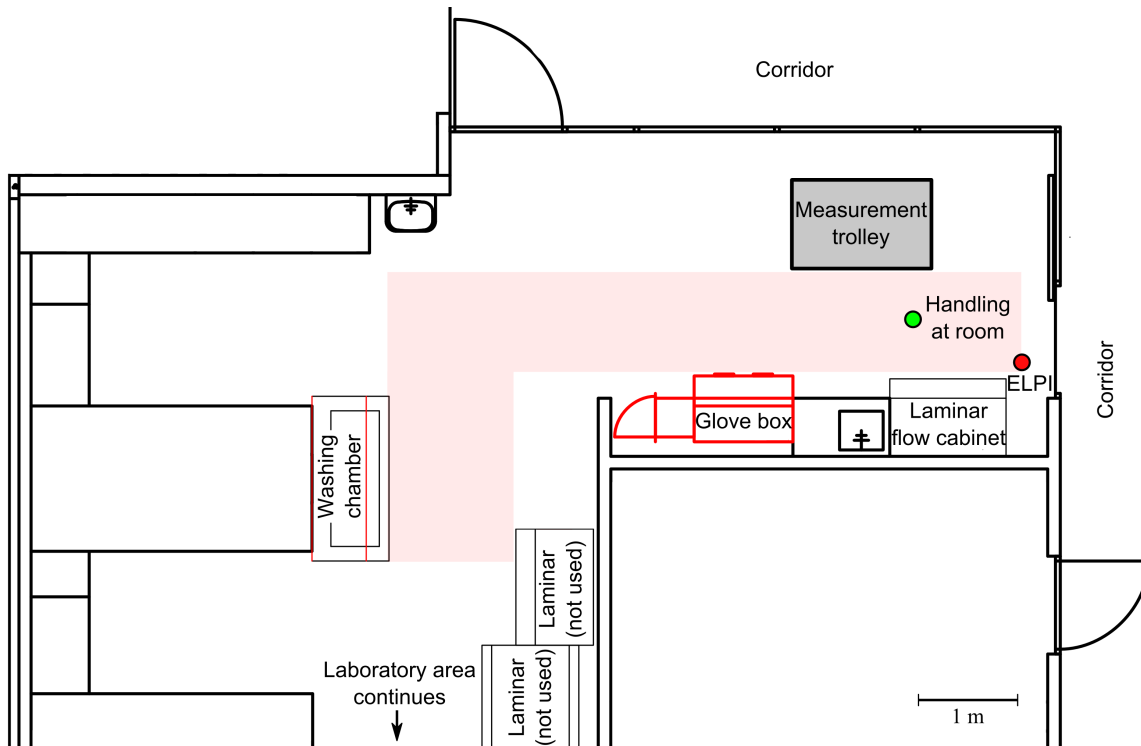 Corridor
Measurement
trolley
Handling
at room
ELPI
Corridor
Glove box
Laminar
flow cabinet
Washing
chamber
Laminar
(not used)
Laboratory area
continues
Laminar
(not used)
1 m